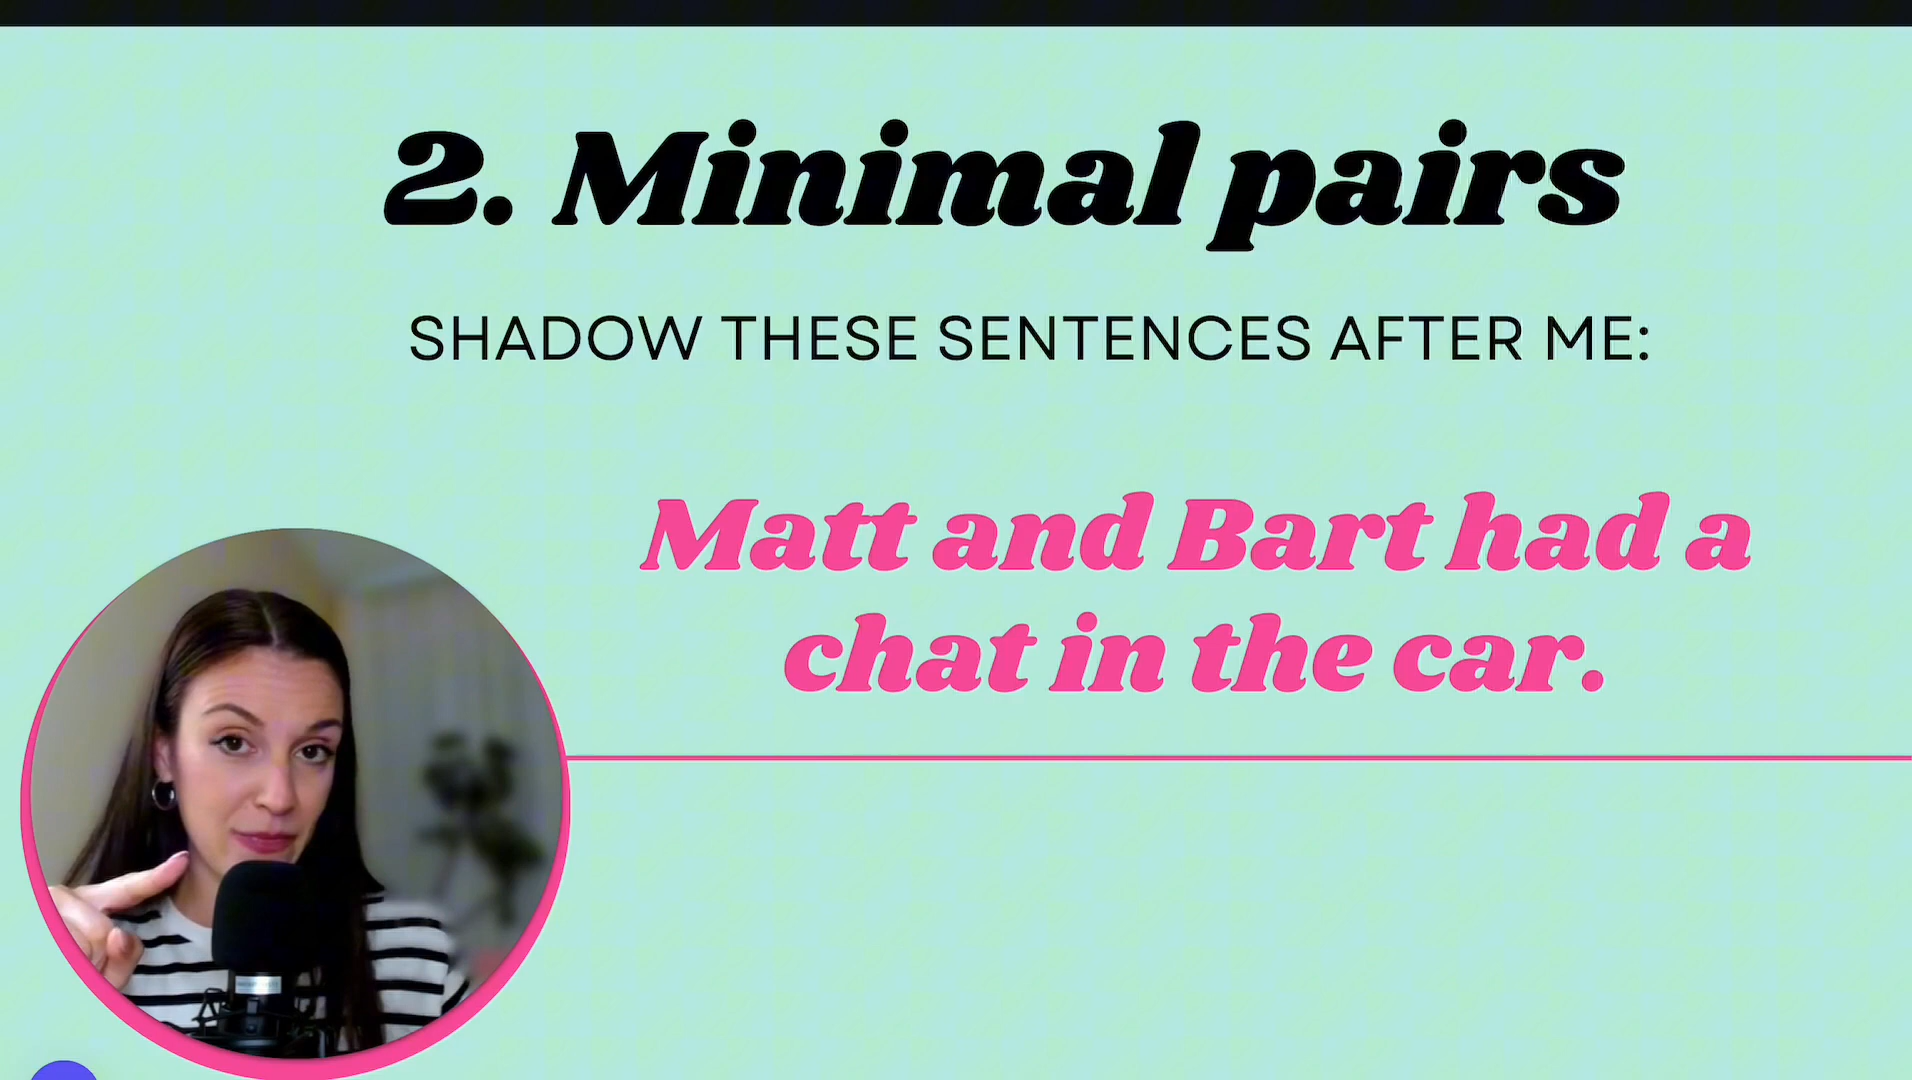 2. Minimal pairs
SHADOW THESE SENTENCES AFTER ME:
Matt and Bart had a
chat in the car.